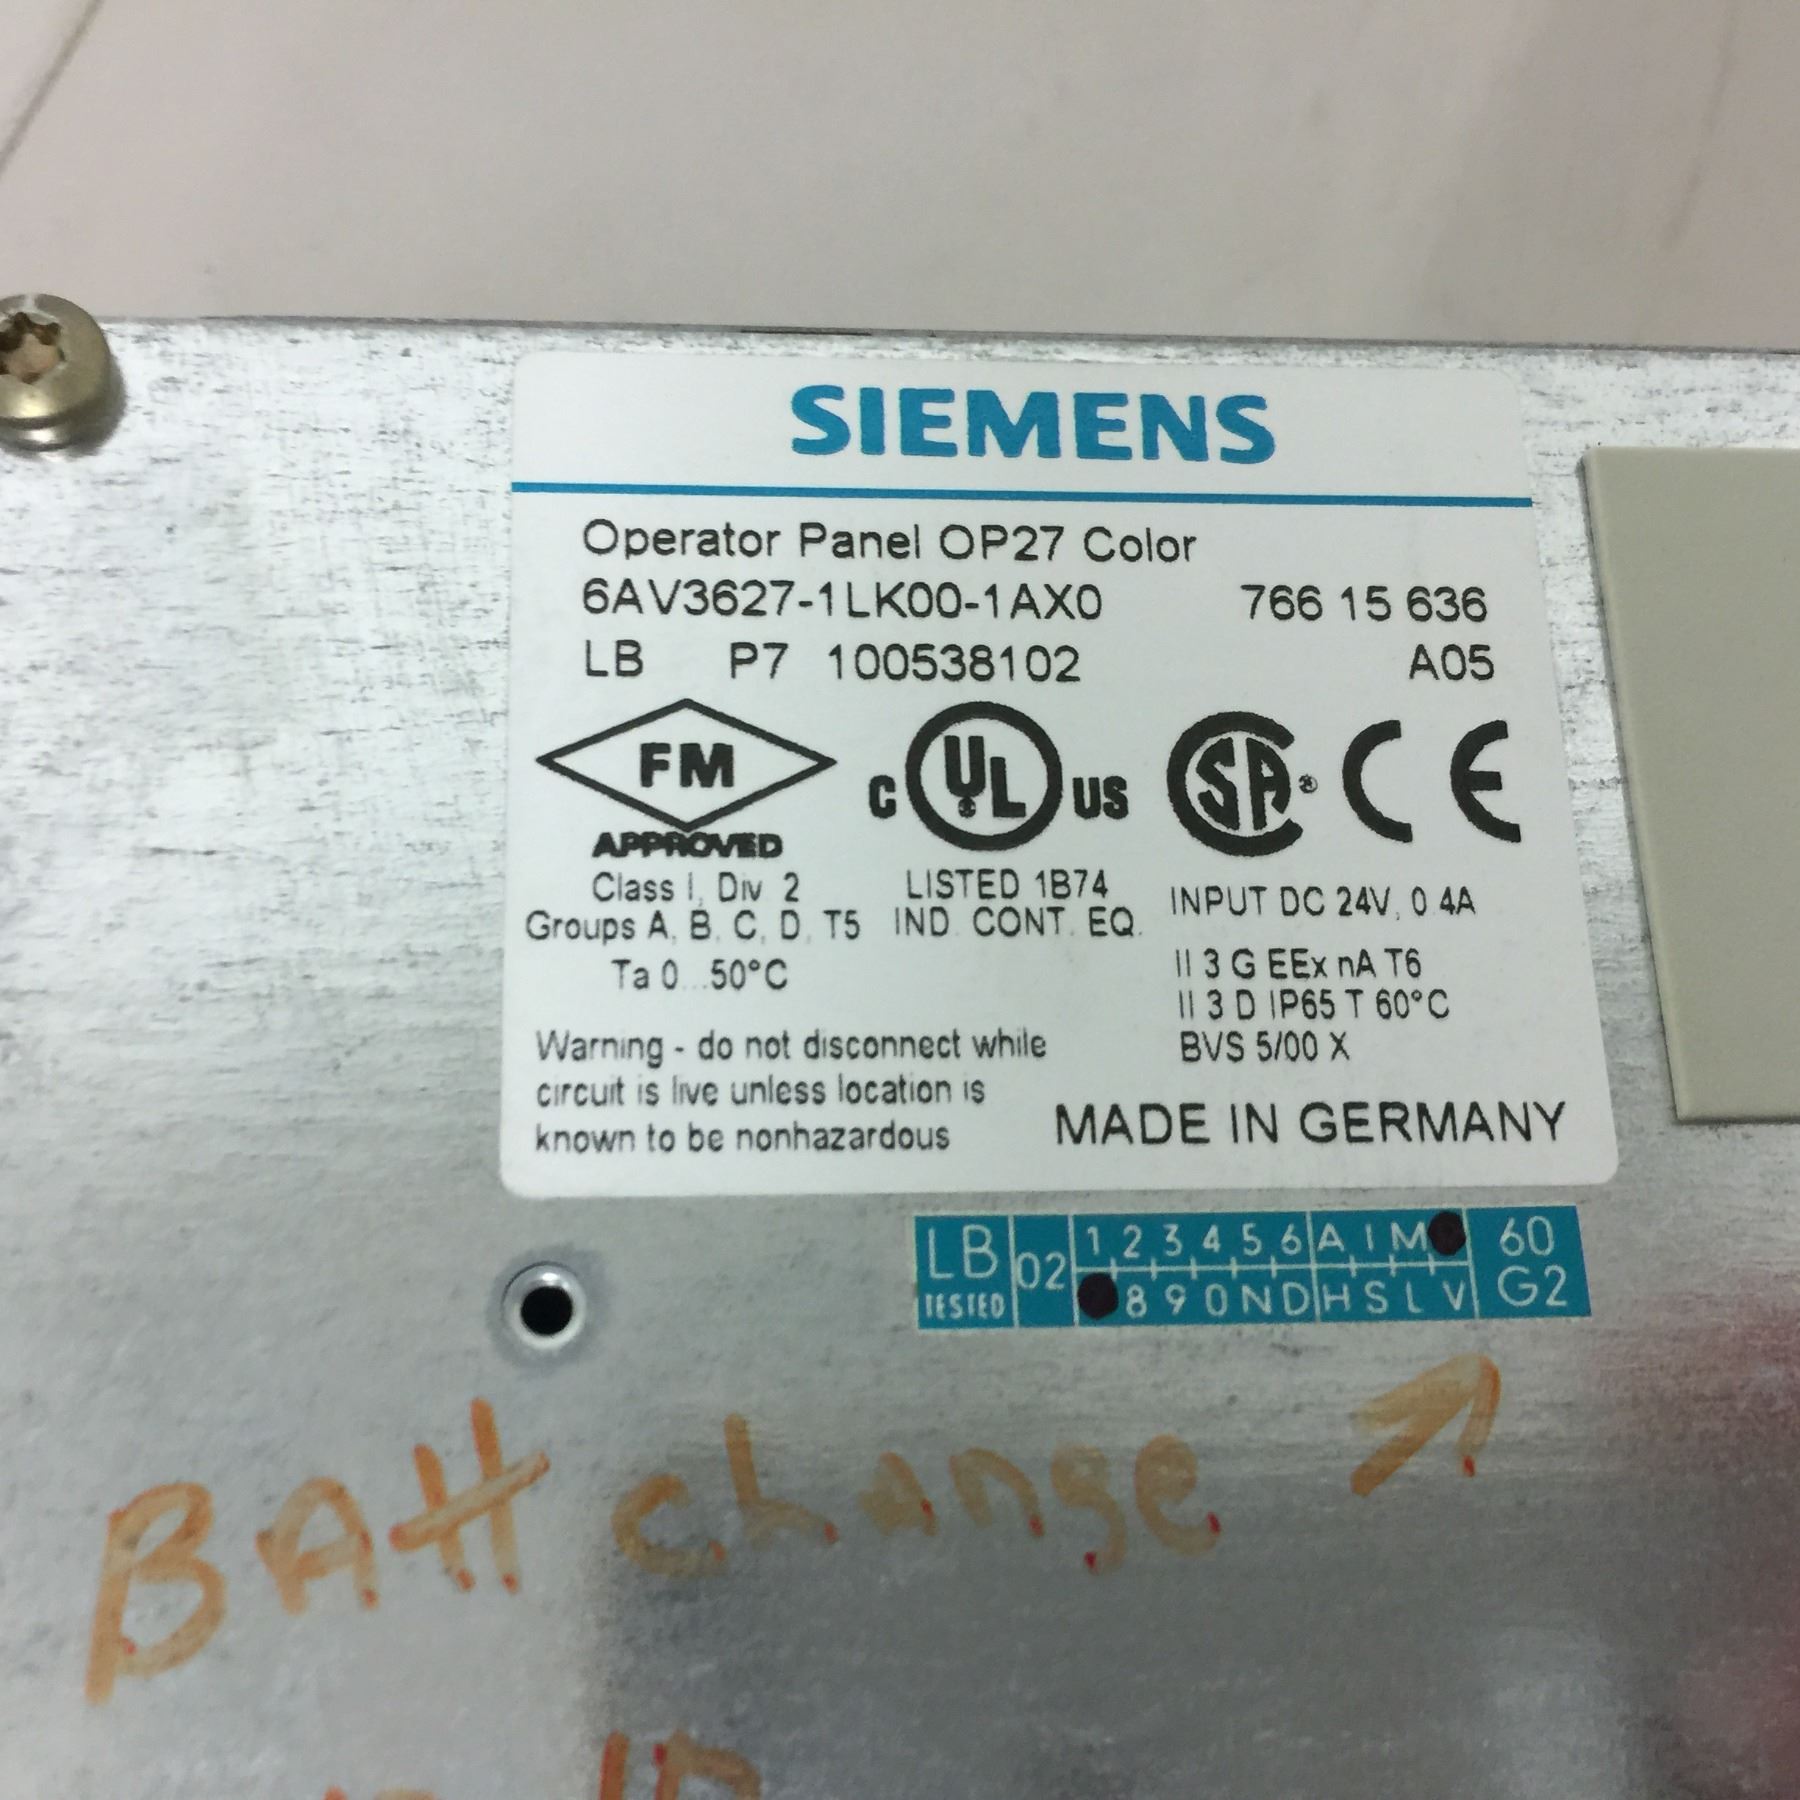 SIEMENS
Operator Panel OP27 Color
6AV3627-1LK00-1AX0 766 15 636
LB P7 100538102 A05
FM
APPROVED
Class I, Div 2
Groups A, B, C, D, T5
Ta 0...50°C
C UL US
LISTED 1B74
IND. CONT. EQ.
SA ® CE
INPUT DC 24V, 0.4A
II 3 G EEx nA T6
II 3 D IP65 T 60°C
BVS 5/00 X
Warning - do not disconnect while
circuit is live unless location is
known to be nonhazardous
MADE IN GERMANY
LB TESTED 02
1 2 3 4 5 6 A I M
8 9 0 N D H S L V
60
G2
BAtt change